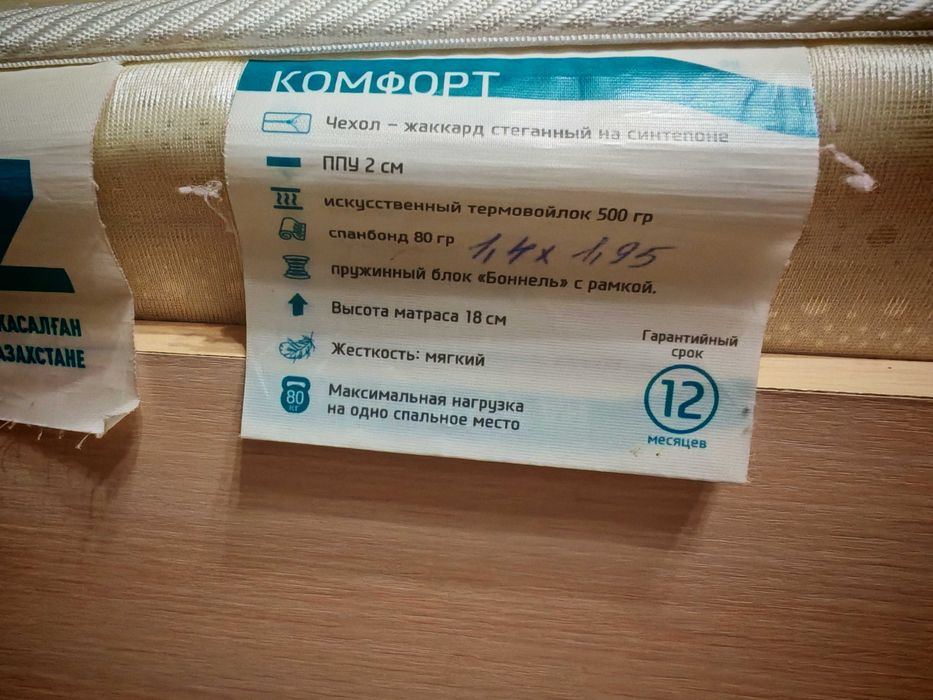 КОМФОРТ
Чехол – жаккард стеганный на синтепоне
ППУ 2 см
искусственный термовойлок 500 гр
спанбонд 80 гр 1,4 х 1,95
пружинный блок «Боннель» с рамкой.
Высота матраса 18 см
Жесткость: мягкий
80 кг
Максимальная нагрузка
на одно спальное место
Гарантийный
срок
12
месяцев
ЖАСАЛҒАН
АЗАХСТАНЕ